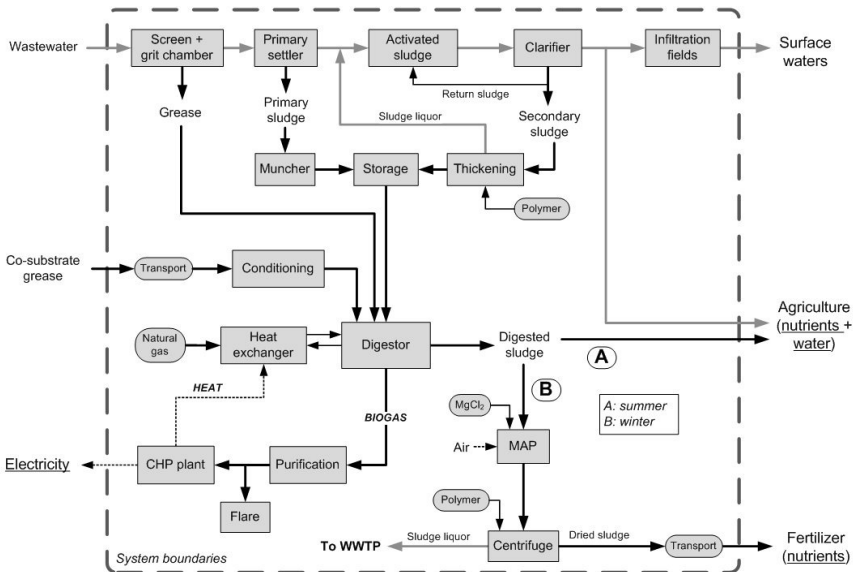 Wastewater
Screen +
grit chamber
Primary
settler
Activated
sludge
Clarifier
Infiltration
fields
Surface
waters
Return sludge
Grease
Primary
sludge
Sludge liquor
Secondary
sludge
Muncher
Storage
Thickening
Polymer
Co-substrate
grease
Transport
Conditioning
Agriculture
(nutrients +
water)
Natural
gas
Heat
exchanger
Digestor
Digested
sludge
A
HEAT
BIOGAS
B
MgCl₂
A: summer
B: winter
Air
MAP
Electricity
CHP plant
Purification
Flare
Polymer
To WWTP
Sludge liquor
Centrifuge
Dried sludge
Transport
Fertilizer
(nutrients)
System boundaries